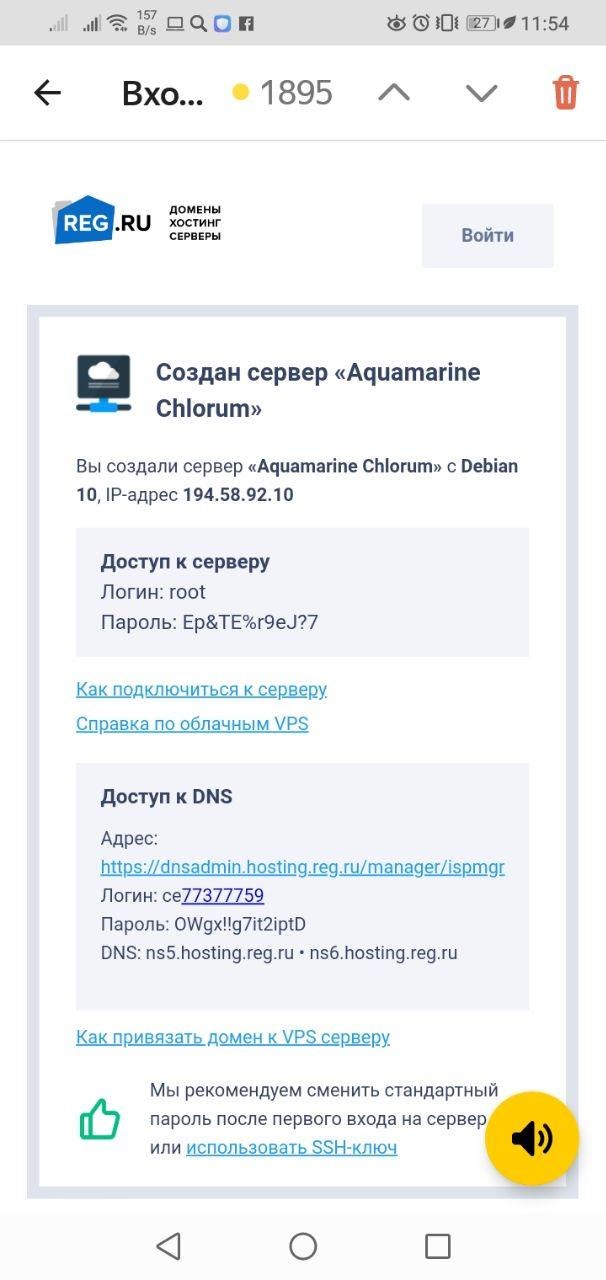 157
B/s
27
11:54
Вхо...
1895
REG.RU
ДОМЕНЫ
ХОСТИНГ
СЕРВЕРЫ
Войти
Создан сервер «Aquamarine
Chlorum»
Вы создали сервер «Aquamarine Chlorum» с Debian
10, IP-адрес 194.58.92.10
Доступ к серверу
Логин: root
Пароль: Ep&TE%r9eJ?7
Как подключиться к серверу
Справка по облачным VPS
Доступ к DNS
Адрес:
https://dnsadmin.hosting.reg.ru/manager/ispmgr
Логин: ce77377759
Пароль: OWgx!!g7it2iptD
DNS: ns5.hosting.reg.ru • ns6.hosting.reg.ru
Как привязать домен к VPS серверу
Мы рекомендуем сменить стандартный
пароль после первого входа на сервер
или использовать SSH-ключ